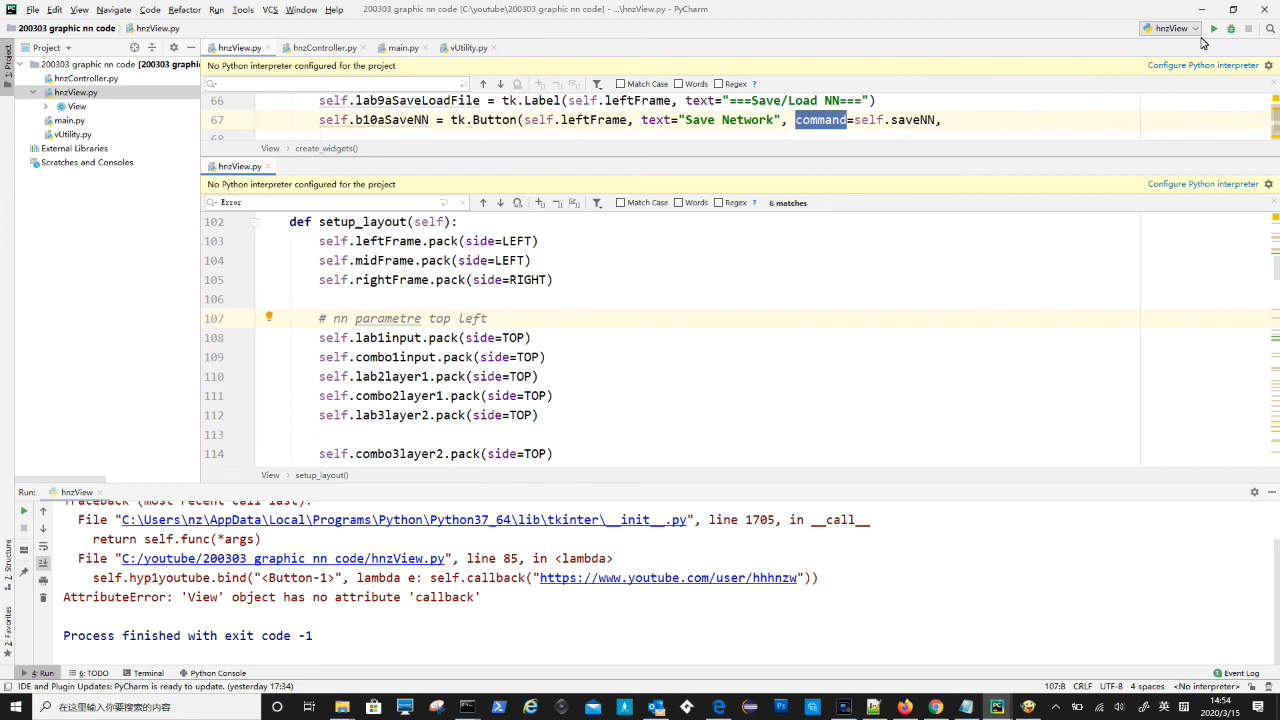 File Edit View Navigate Code Refactor Run Tools VCS Window Help 200303 graphic nn code [C:\youtube\200303 graphic nn code] - ...\hnzView.py - PyCharm
200303 graphic nn code hnzView.py
hnzView
Project
hnzView.py hnzController.py main.py vUtility.py
200303 graphic nn code (200303 graphi
hnzController.py
hnzView.py
View
main.py
vUtility.py
External Libraries
Scratches and Consoles
1: Project
No Python interpreter configured for the project Configure Python interpreter
Match Case Words Regex ?
66 self.lab9aSaveLoadFile = tk.Label(self.leftFrame, text="===Save/Load NN===")
67 self.b10aSaveNN = tk.Button(self.leftFrame, text="Save Network", command=self.saveNN,
68
View create_widgets()
hnzView.py
No Python interpreter configured for the project Configure Python interpreter
Error Match Case Words Regex ? 6 matches
102 def setup_layout(self):
103 self.leftFrame.pack(side=LEFT)
104 self.midFrame.pack(side=LEFT)
105 self.rightFrame.pack(side=RIGHT)
106
107 # nn parametre top left
108 self.lab1input.pack(side=TOP)
109 self.combo1input.pack(side=TOP)
110 self.lab2layer1.pack(side=TOP)
111 self.combo2layer1.pack(side=TOP)
112 self.lab3layer2.pack(side=TOP)
113
114 self.combo3layer2.pack(side=TOP)
View setup_layout()
Run: hnzView
Traceback (most recent call last):
File "C:\Users\nz\AppData\Local\Programs\Python\Python37_64\lib\tkinter\__init__.py", line 1705, in __call__
return self.func(*args)
File "C:/youtube/200303 graphic nn code/hnzView.py", line 85, in <lambda>
self.hyp1youtube.bind("<Button-1>", lambda e: self.callback("https://www.youtube.com/user/hhhnzw"))
AttributeError: 'View' object has no attribute 'callback'
Process finished with exit code -1
2: Structure
2: Favorites
4: Run 6: TODO Terminal Python Console Event Log
IDE and Plugin Updates: PyCharm is ready to update. (yesterday 17:34) 107:8 CRLF UTF-8 4 spaces <No interpreter>
在这里输入你要搜索的内容
英
14:54
2020/3/15